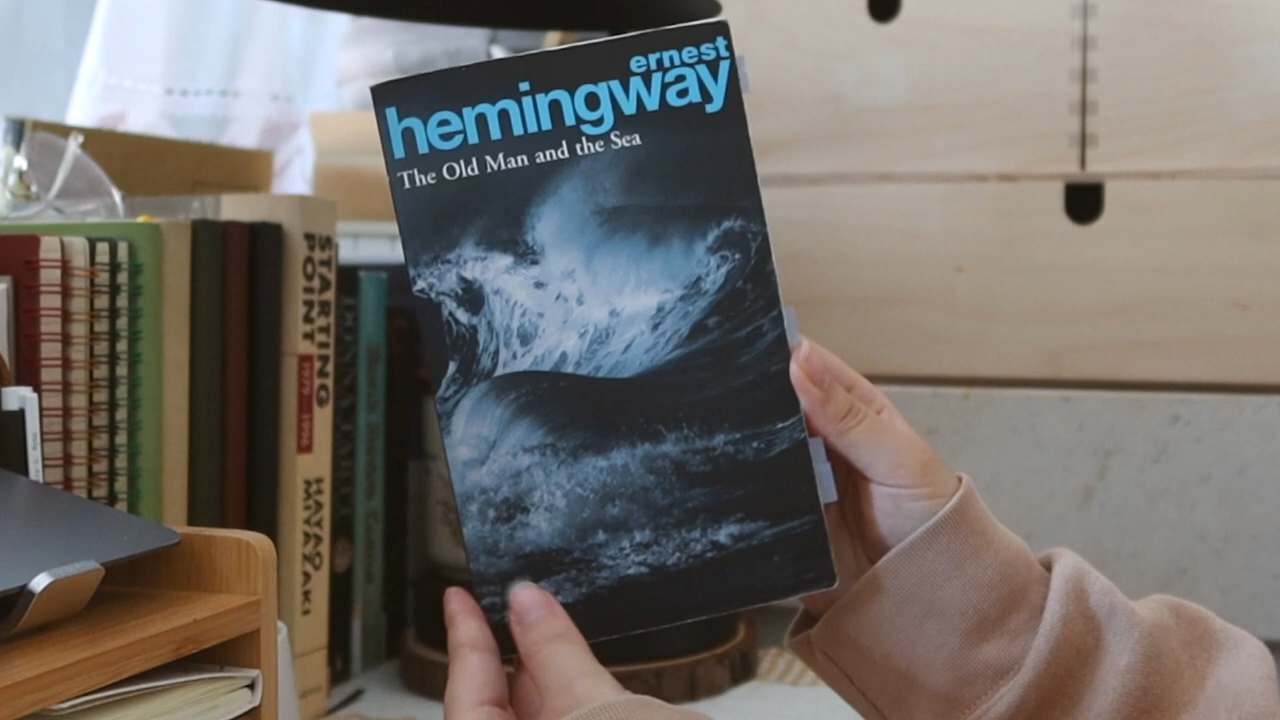 ernest
hemingway
The Old Man and the Sea
STARTING
POINT
1979 - 1996
HAYAO
MIYAZAKI